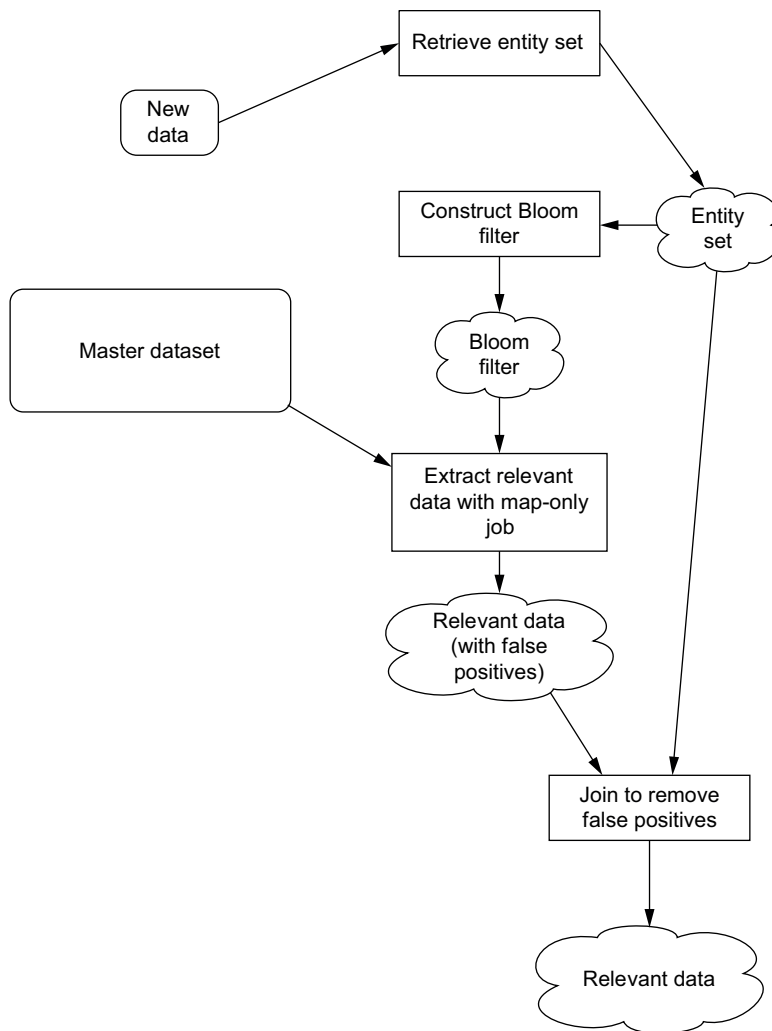 Retrieve entity set
New
data
Construct Bloom
filter
Entity
set
Master dataset
Bloom
filter
Extract relevant
data with map-only
job
Relevant data
(with false
positives)
Join to remove
false positives
Relevant data